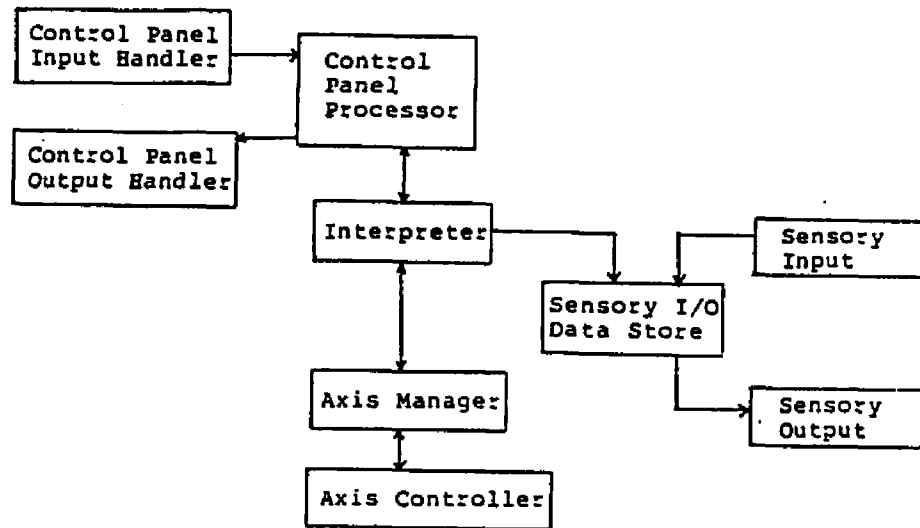 Control Panel
Input Handler
Control
Panel
Processor
Control Panel
Output Handler
Interpreter
Sensory
Input
Sensory I/O
Data Store
Axis Manager
Sensory
Output
Axis Controller